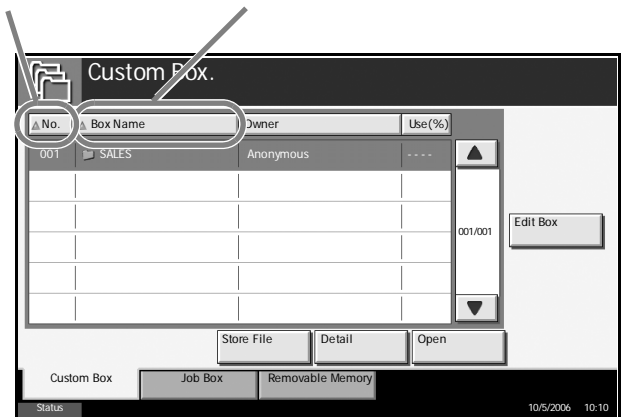 Custom Box.
No. Box Name Owner Use(%)
001 SALES Anonymous ----
001/001
Edit Box
Store File Detail Open
Custom Box Job Box Removable Memory
Status 10/5/2006 10:10